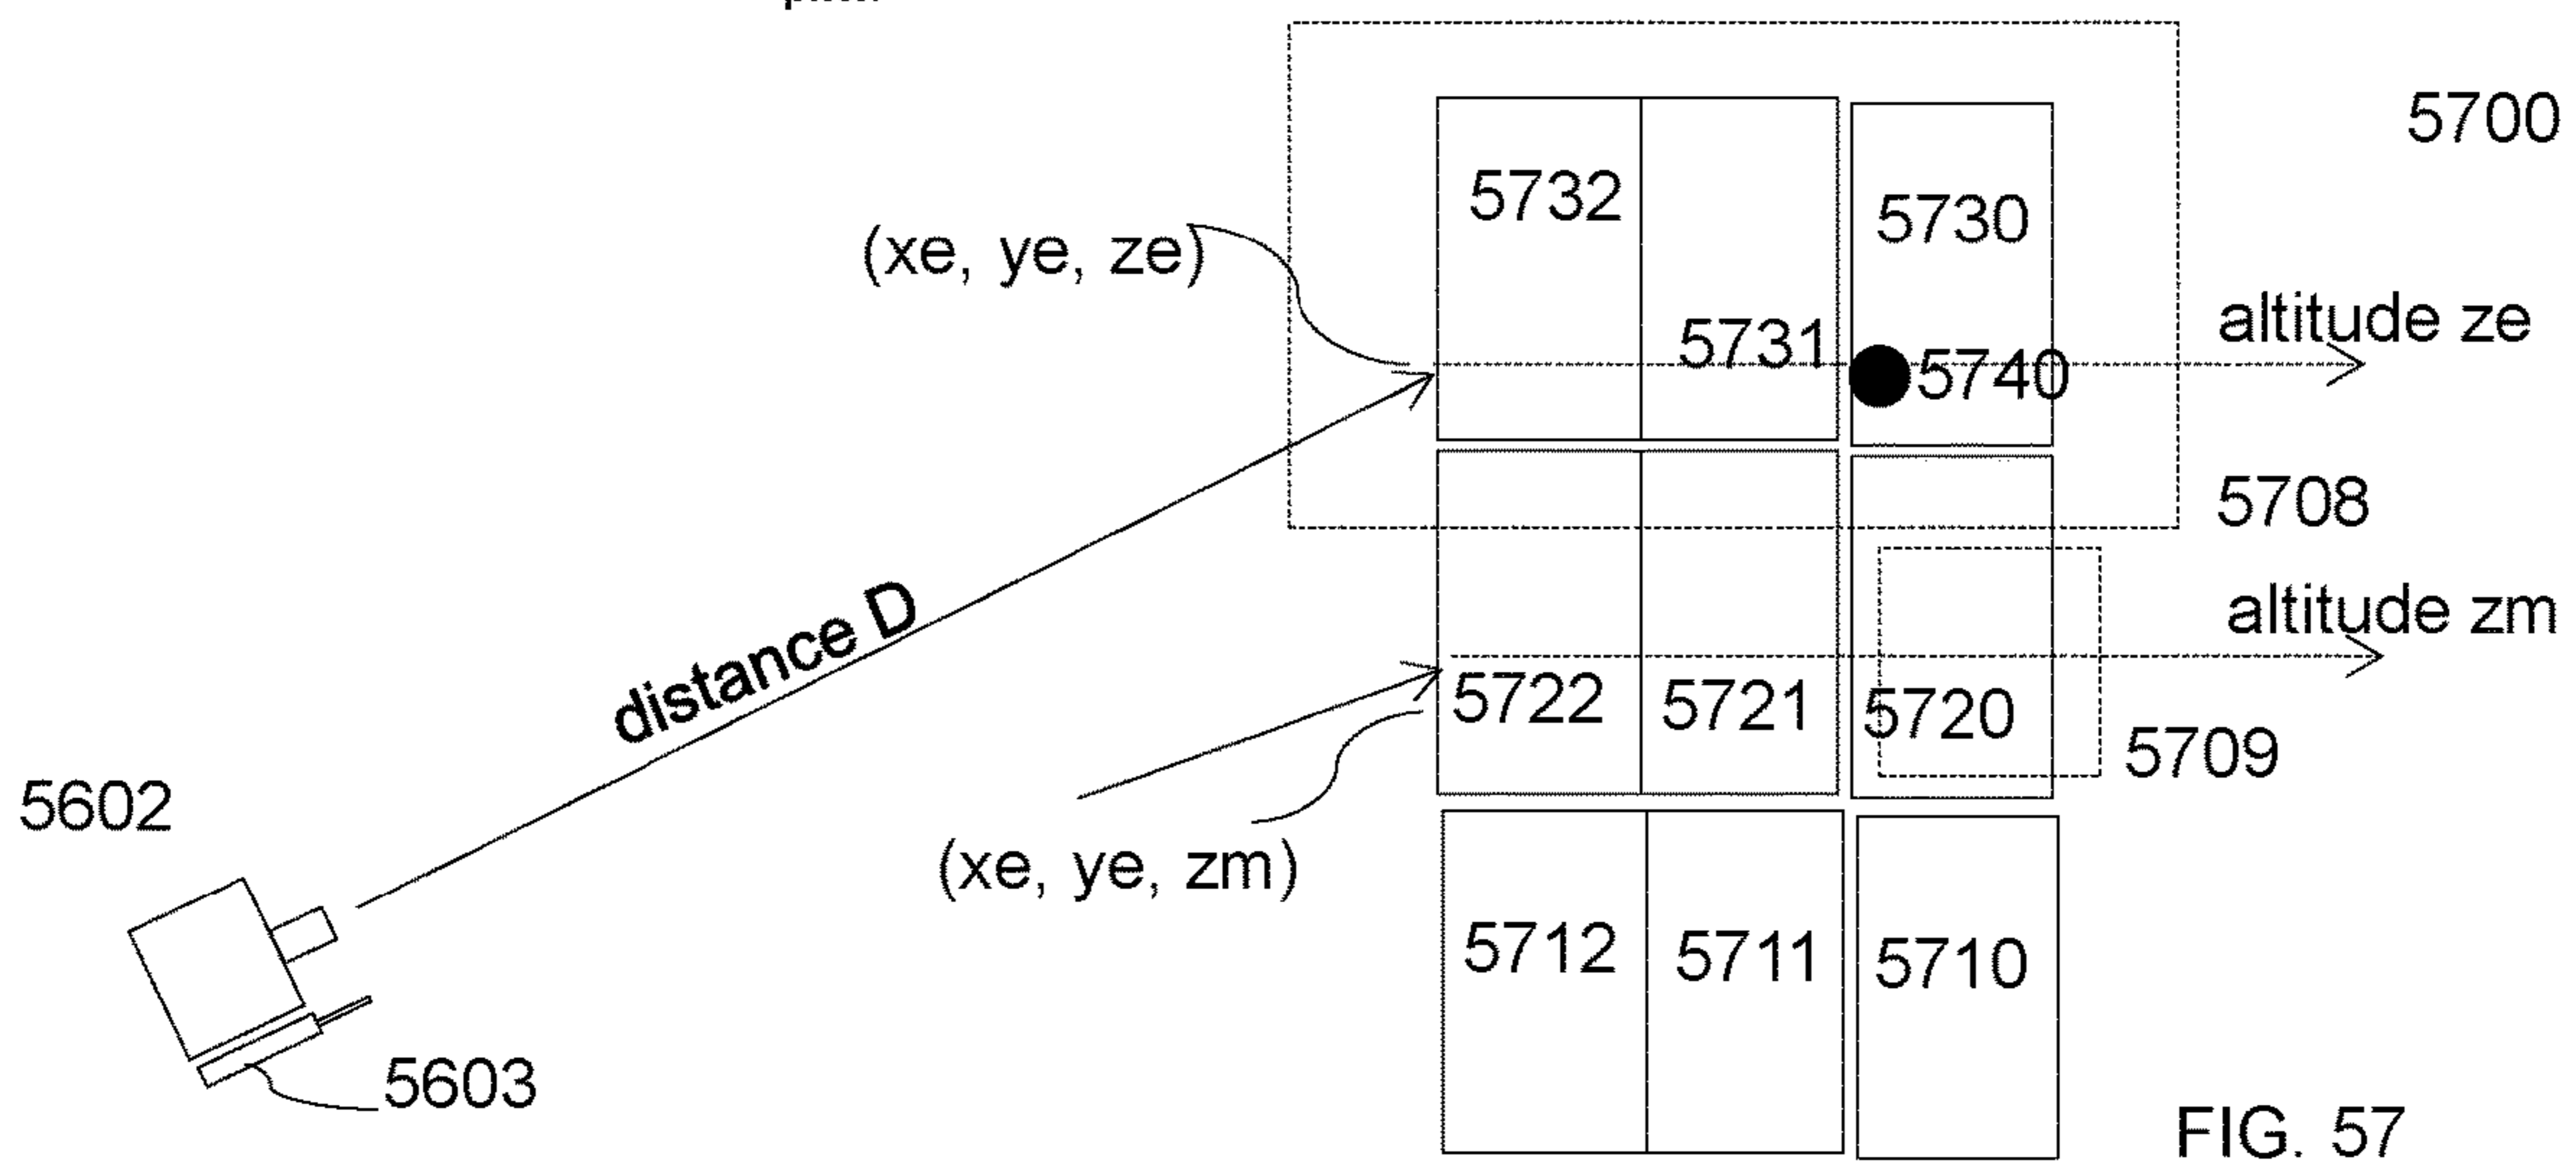 5700
5732
5730
(xe, ye, ze)
altitude ze
5731
5740
5708
altitude zm
distance D
5722
5721
5720
5709
5602
(xe, ye, zm)
5712
5711
5710
5603
FIG. 57